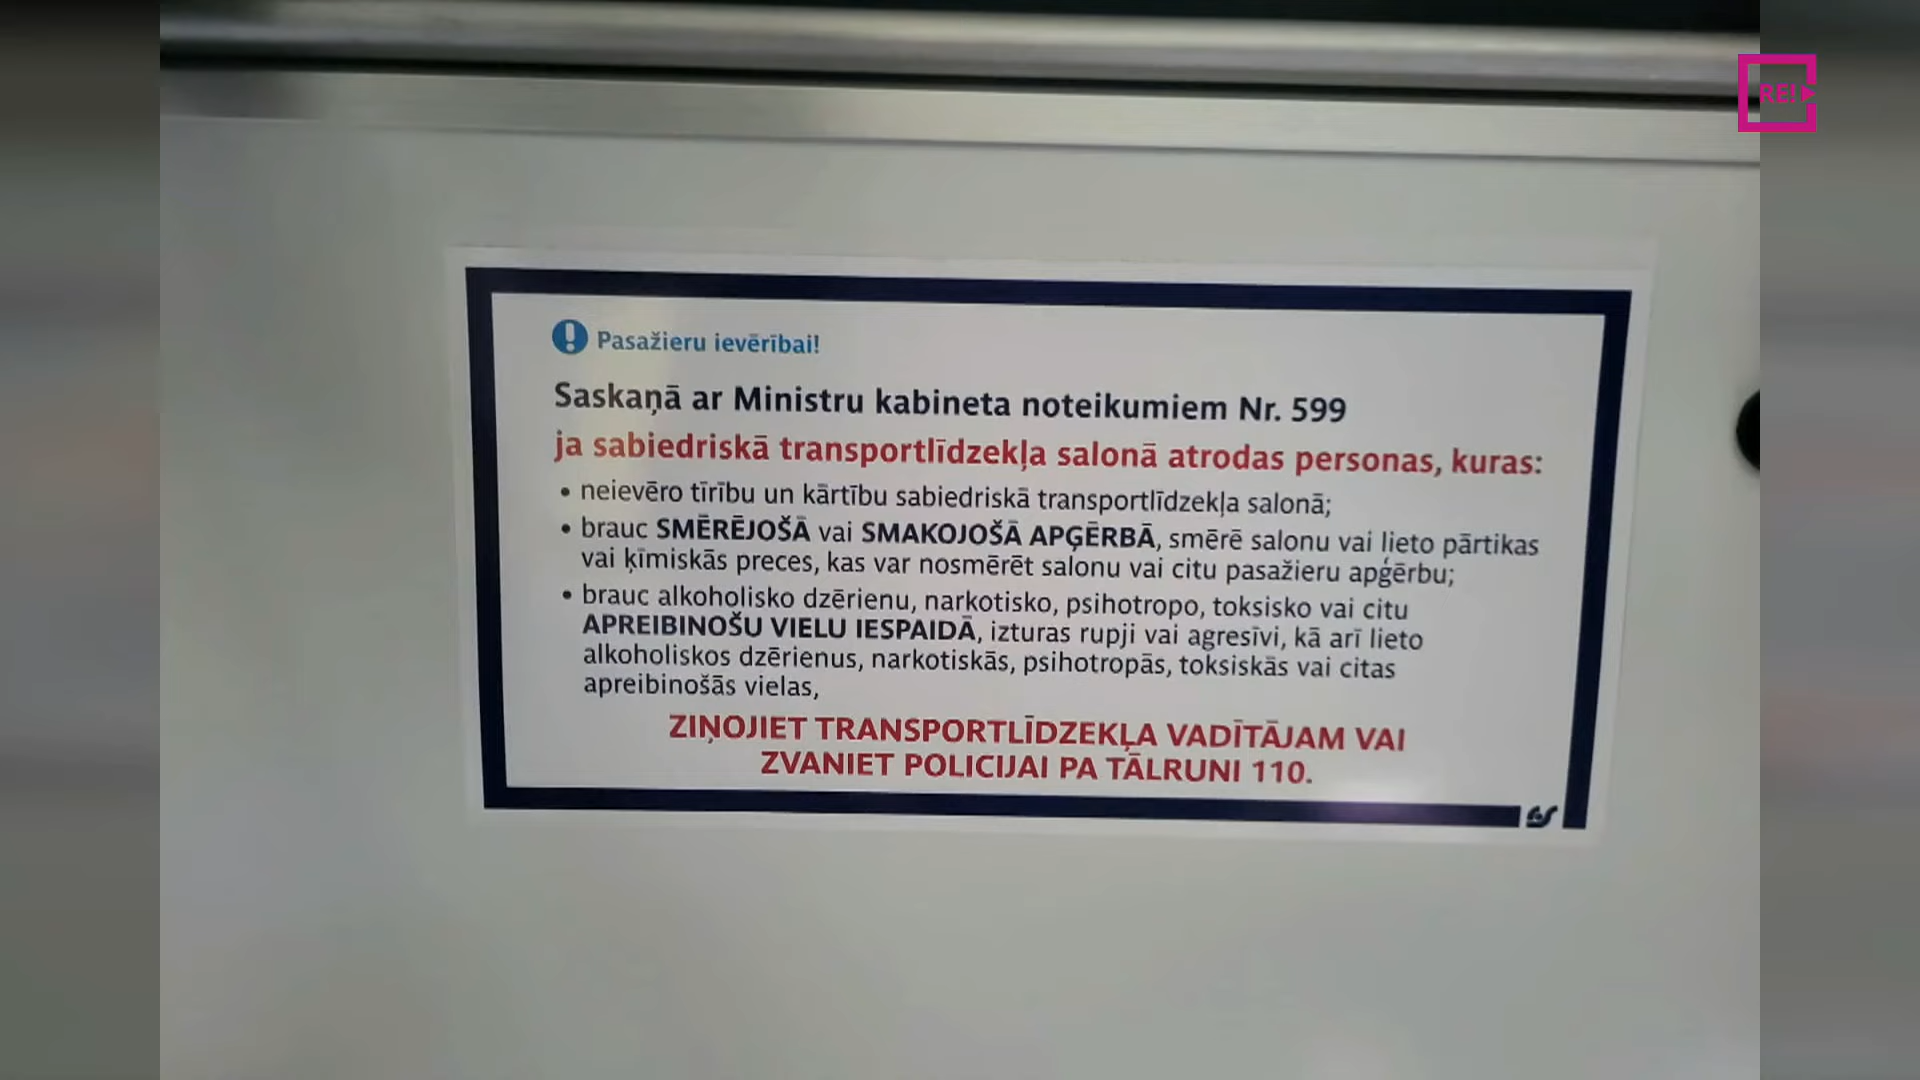 RE!
Pasažieru ievērībai!
Saskaņā ar Ministru kabineta noteikumiem Nr. 599
ja sabiedriskā transportlīdzekļa salonā atrodas personas, kuras:
• neievēro tīrību un kārtību sabiedriskā transportlīdzekļa salonā;
• brauc SMĒRĒJOŠĀ vai SMAKOJOŠĀ APĢĒRBĀ, smērē salonu vai lieto pārtikas
vai ķīmiskās preces, kas var nosmērēt salonu vai citu pasažieru apģērbu;
• brauc alkoholisko dzērienu, narkotisko, psihotropo, toksisko vai citu
APREIBINOŠU VIELU IESPAIDĀ, izturas rupji vai agresīvi, kā arī lieto
alkoholiskos dzērienus, narkotiskās, psihotropās, toksiskās vai citas
apreibinošās vielas,
ZIŅOJIET TRANSPORTLĪDZEKĻA VADĪTĀJAM VAI
ZVANIET POLICIJAI PA TĀLRUNI 110.